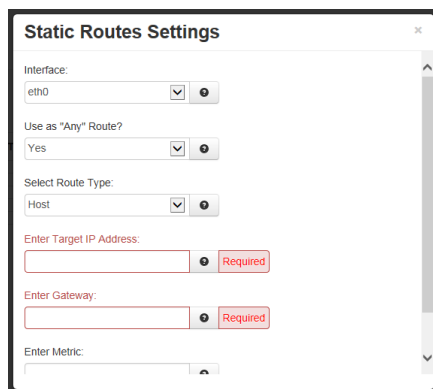 Static Routes Settings ×
Interface:
eth0
Use as "Any" Route?
Yes
Select Route Type:
Host
Enter Target IP Address:
Required
Enter Gateway:
Required
Enter Metric: